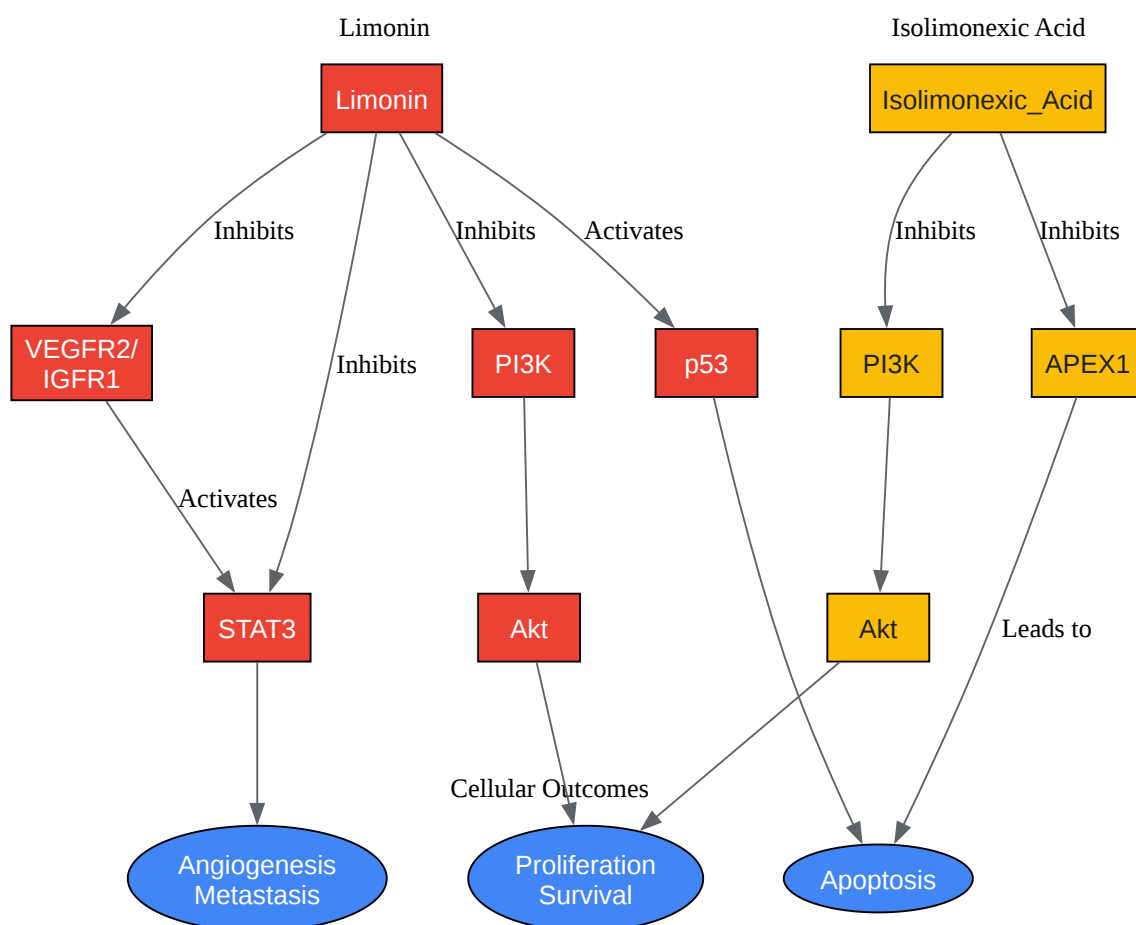 Limonin
Isolimonexic Acid
Limonin
Isolimonexic_Acid
Inhibits
Inhibits
Activates
Inhibits
Inhibits
VEGFR2/
IGFR1
Inhibits
PI3K
p53
PI3K
APEX1
Activates
STAT3
Akt
Akt
Leads to
Cellular Outcomes
Angiogenesis
Metastasis
Proliferation
Survival
Apoptosis